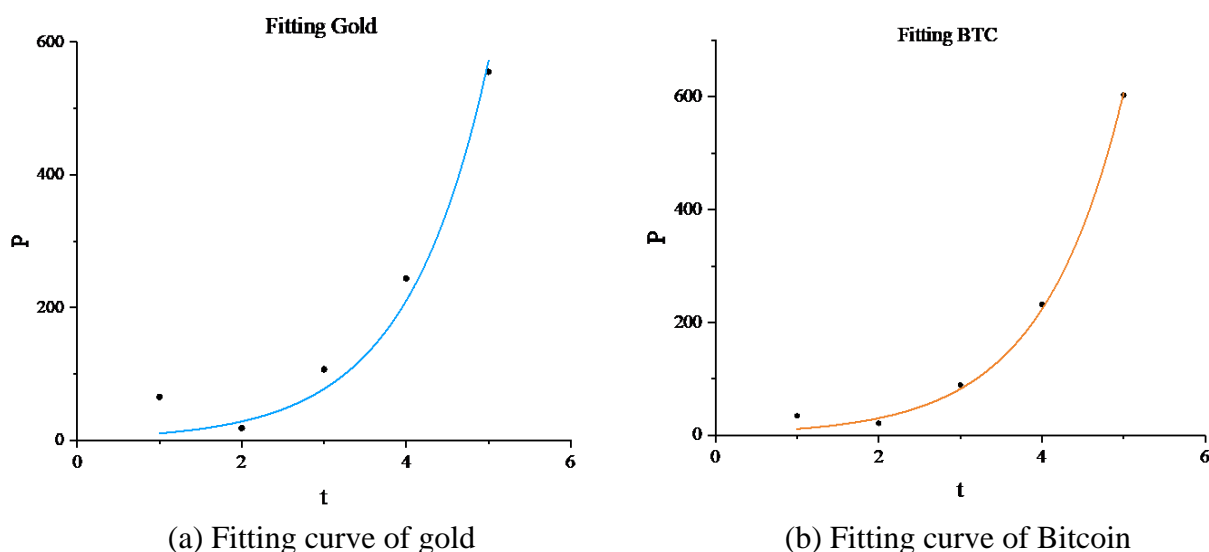 Fitting Gold
600
400
200
0
P
0 2 4 6
t
(a) Fitting curve of gold
Fitting BTC
600
400
200
0
P
0 2 4 6
t
(b) Fitting curve of Bitcoin